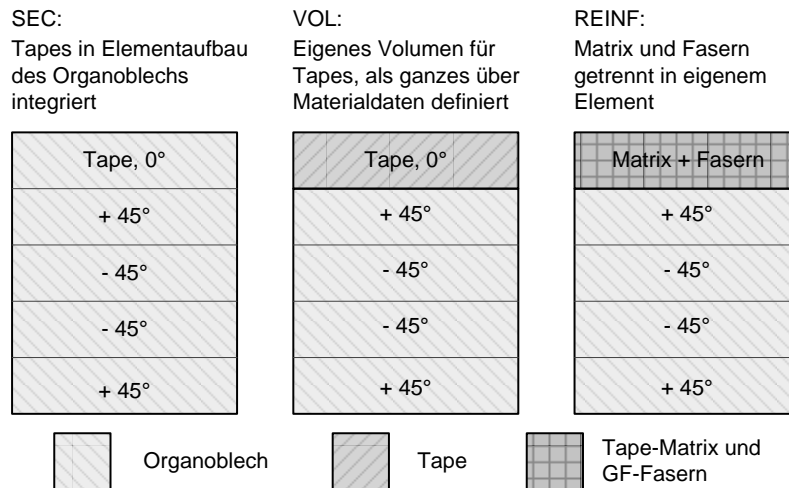 SEC:
Tapes in Elementaufbau
des Organoblechs
integriert
VOL:
Eigenes Volumen für
Tapes, als ganzes über
Materialdaten definiert
REINF:
Matrix und Fasern
getrennt in eigenem
Element
Tape, 0°
+ 45°
- 45°
- 45°
+ 45°
Tape, 0°
+ 45°
- 45°
- 45°
+ 45°
Matrix + Fasern
+ 45°
- 45°
- 45°
+ 45°
Organoblech
Tape
Tape-Matrix und
GF-Fasern